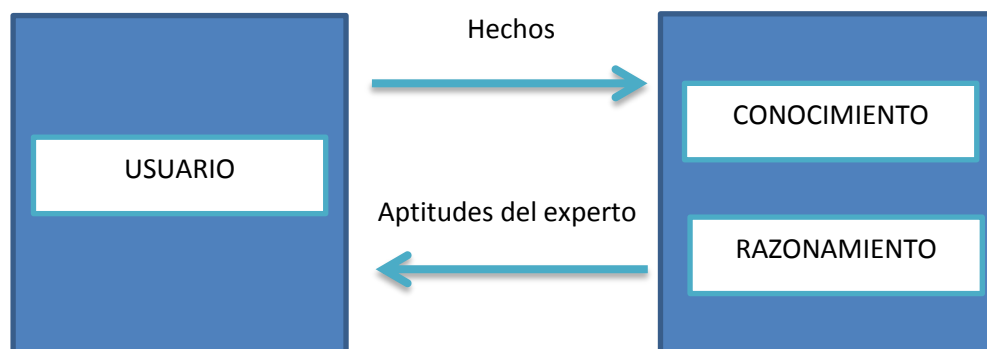 Hechos
CONOCIMIENTO
USUARIO
Aptitudes del experto
RAZONAMIENTO